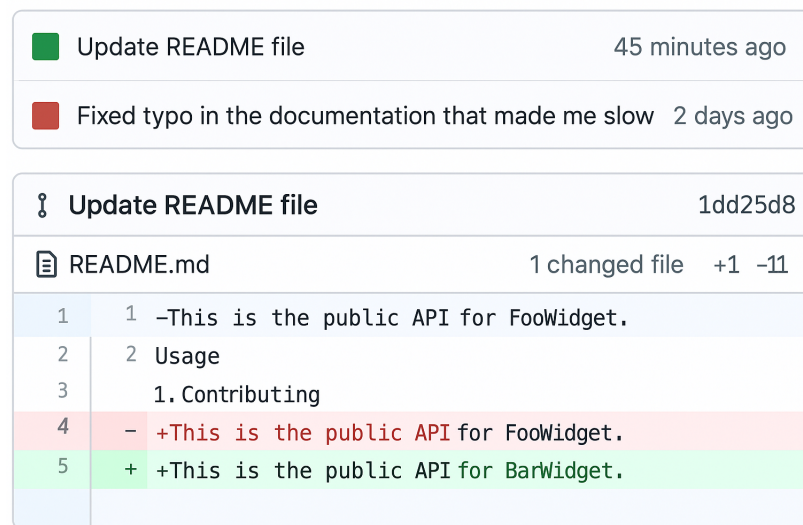 Update README file 45 minutes ago
Fixed typo in the documentation that made me slow 2 days ago
Update README file 1dd25d8
README.md 1 changed file +1 −11
1 1 −This is the public API for FooWidget.
2 2 Usage
3 1. Contributing
4 − +This is the public API for FooWidget.
5 + +This is the public API for BarWidget.